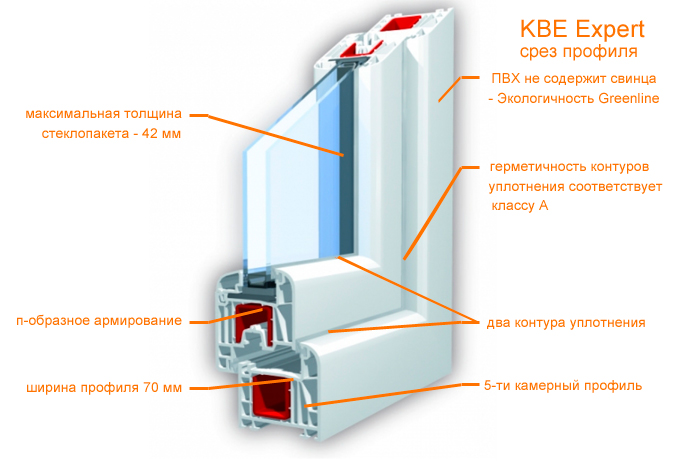 KBE Expert
срез профиля
ПВХ не содержит свинца
- Экологичность Greenline
максимальная толщина
стеклопакета - 42 мм
герметичность контуров
уплотнения соответствует
классу А
п-образное армирование
два контура уплотнения
ширина профиля 70 мм
5-ти камерный профиль